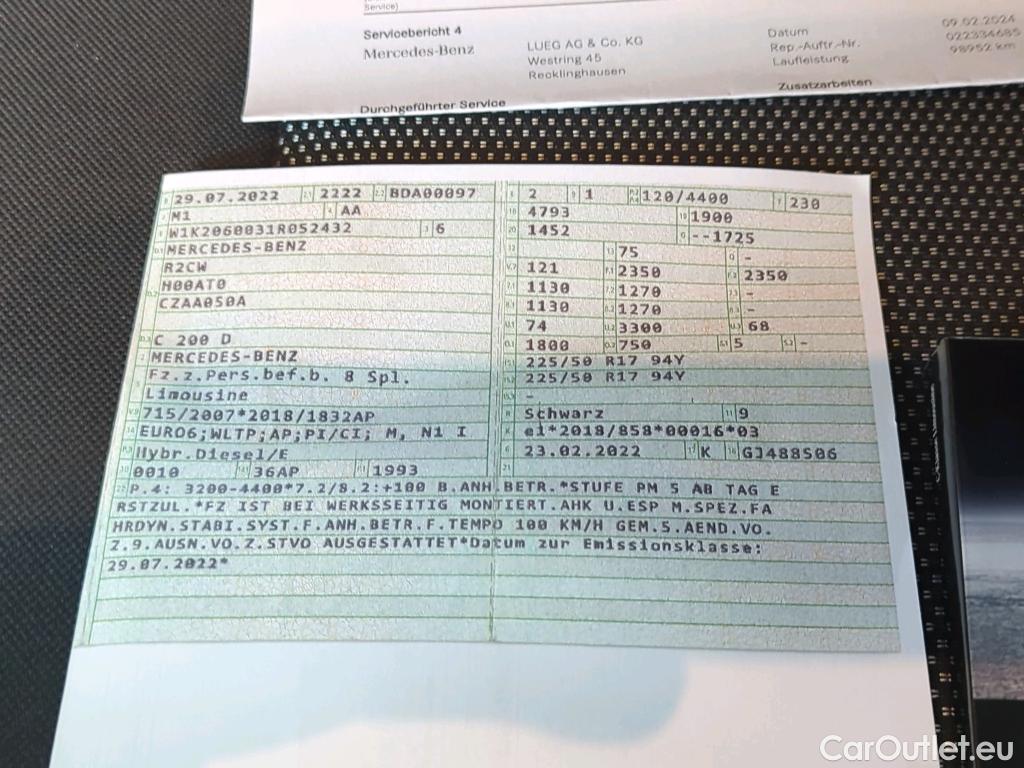 Service)
Servicebericht 4
Mercedes-Benz
LUEG AG & Co. KG
Westring 45
Recklinghausen
Datum 09.02.2024
Rep.-Auftr.-Nr. 022334685
Laufleistung 98952 km
Durchgeführter Service
Zusatzarbeiten
29.07.2022 2222 BDA00097
M1 AA
W1K2060031R052432 6
MERCEDES-BENZ
R2CW
M00AT0
CZAA050A
C 200 D
MERCEDES-BENZ
Fz.z.Pers.bef.b. 8 Spl.
Limousine
715/2007*2018/1832AP
EURO6;WLTP;AP;PI/CI; M, N1 I
Hybr.Diesel/E
0010 36AP 1993
2 1 120/4400 230
4793 1900
1452 --1725
75 -
121 2350 2350
1130 1270 -
1130 1270 -
74 3300 68
1800 750 5 -
225/50 R17 94Y
225/50 R17 94Y
-
Schwarz 9
e1*2018/858*00016*03
23.02.2022 K GJ488506
P.4: 3200-4400*7.2/8.2:+100 B.ANH.BETR.*STUFE PM 5 AB TAG E
RSTZUL.*FZ IST BEI WERKSSEITIG MONTIERT.AHK U.ESP M.SPEZ.FA
HRDYN.STABI.SYST.F.ANH.BETR.F.TEMPO 100 KM/H GEM.5.AEND.VO.
Z.9.AUSN.VO.Z.STVO AUSGESTATTET*Datum zur Emissionsklasse:
29.07.2022*
CarOutlet.eu